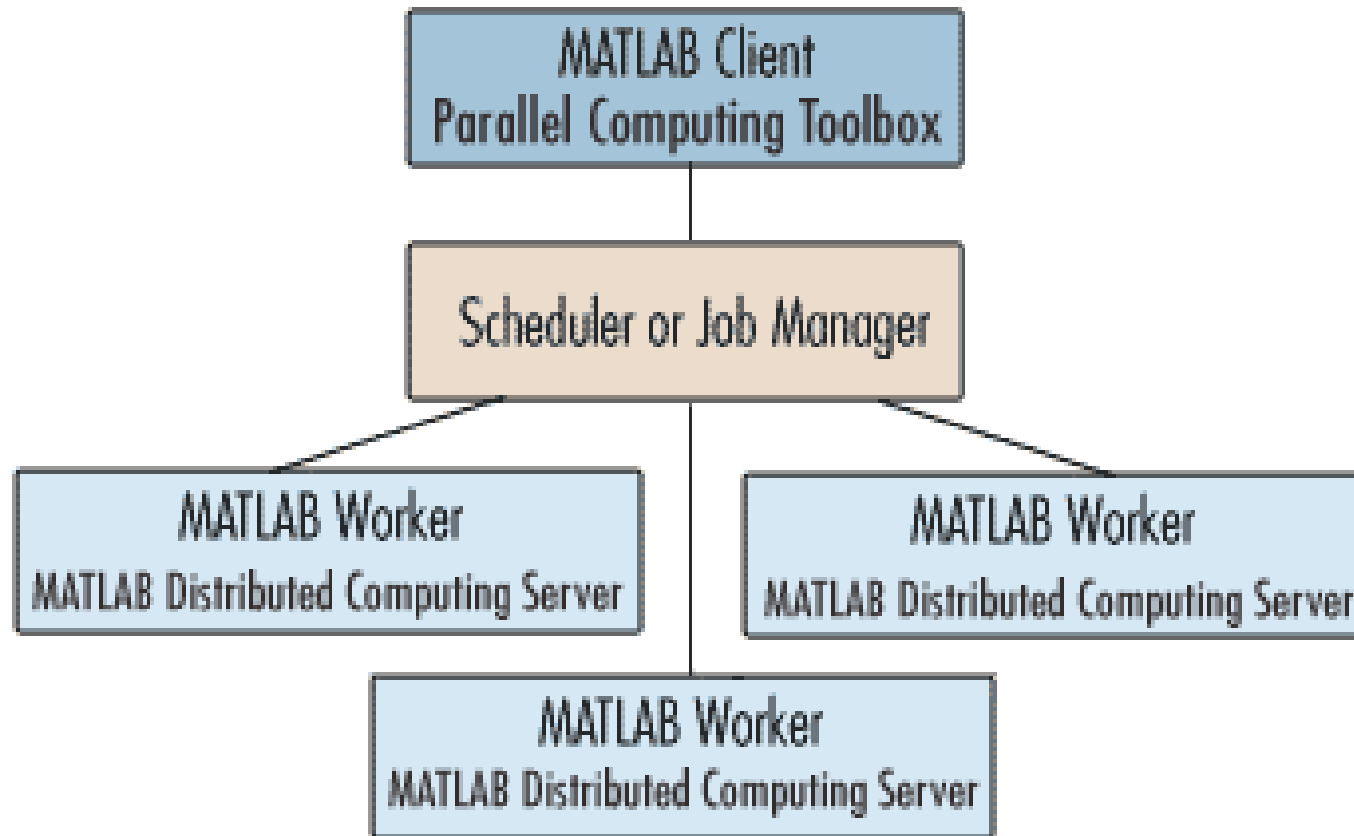 MATLAB Client
Parallel Computing Toolbox
Scheduler or Job Manager
MATLAB Worker
MATLAB Distributed Computing Server
MATLAB Worker
MATLAB Distributed Computing Server
MATLAB Worker
MATLAB Distributed Computing Server